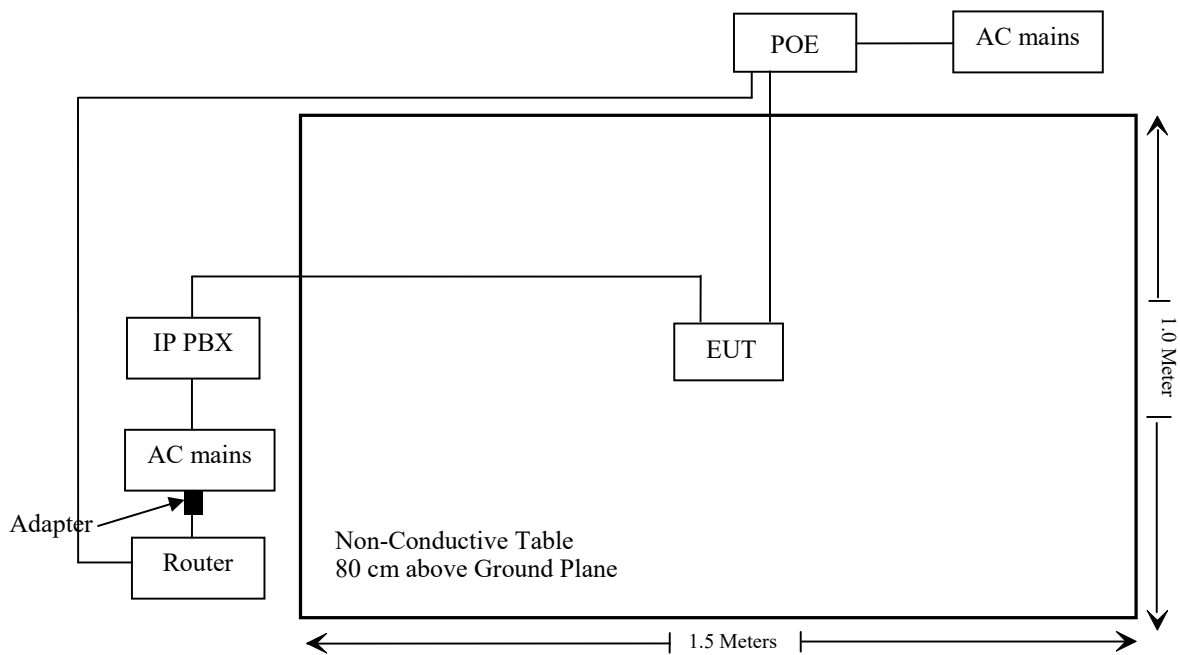 POE
AC mains
IP PBX
EUT
1.0 Meter
AC mains
Adapter
Router
Non-Conductive Table
80 cm above Ground Plane
1.5 Meters